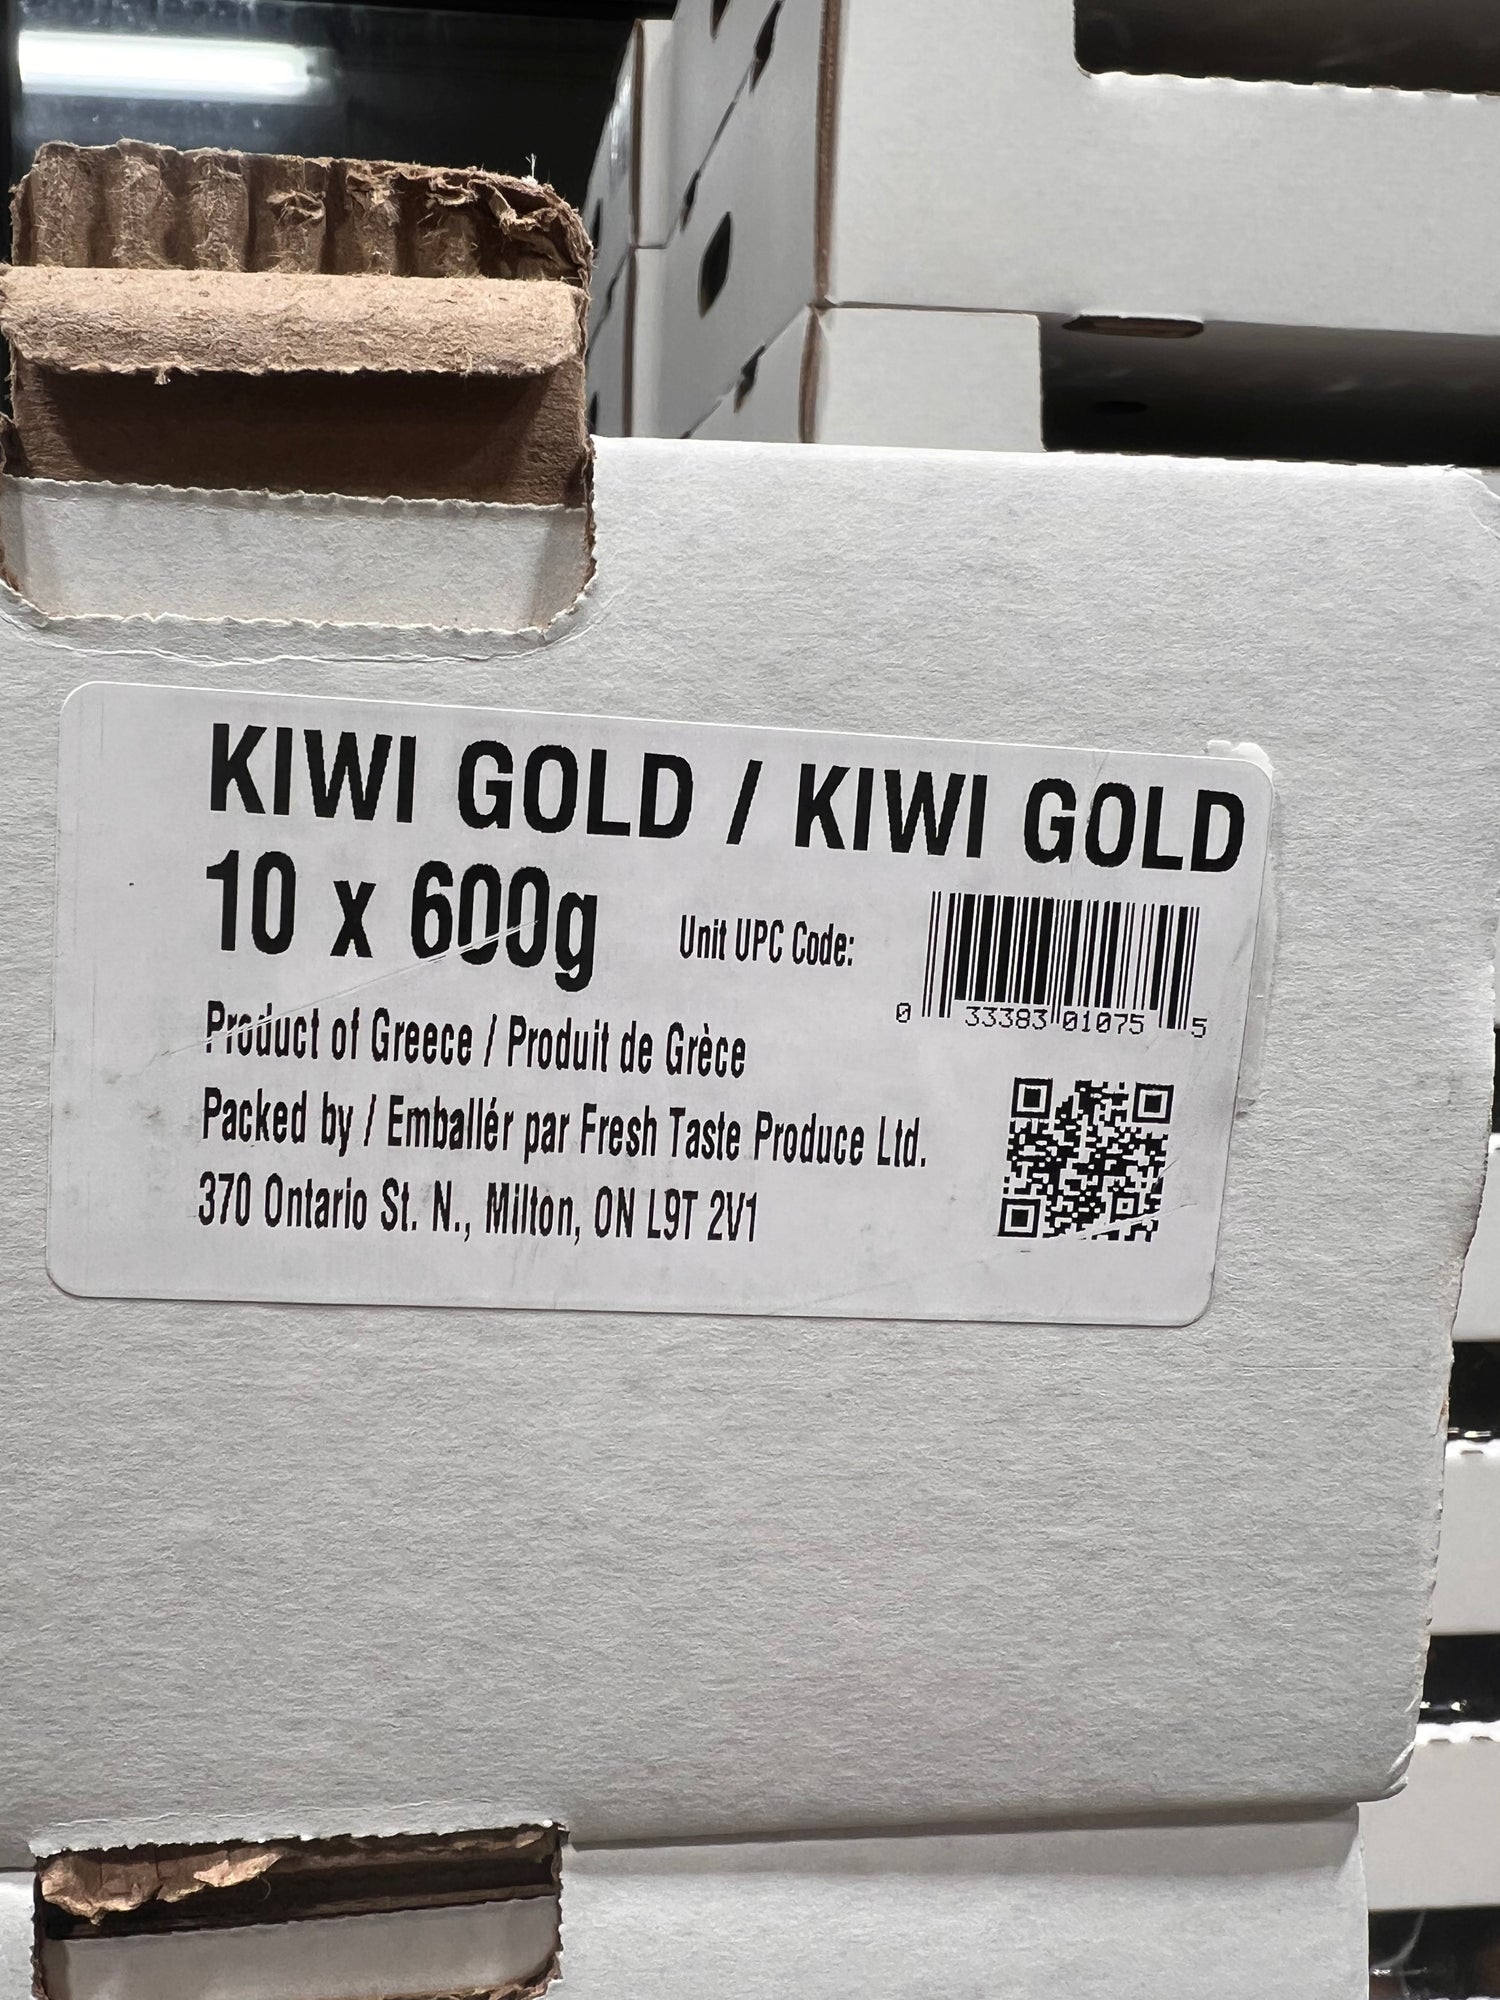 KIWI GOLD / KIWI GOLD
10 x 600g
Unit UPC Code:
0 33383 01075 5
Product of Greece / Produit de Grèce
Packed by / Emballér par Fresh Taste Produce Ltd.
370 Ontario St. N., Milton, ON L9T 2V1